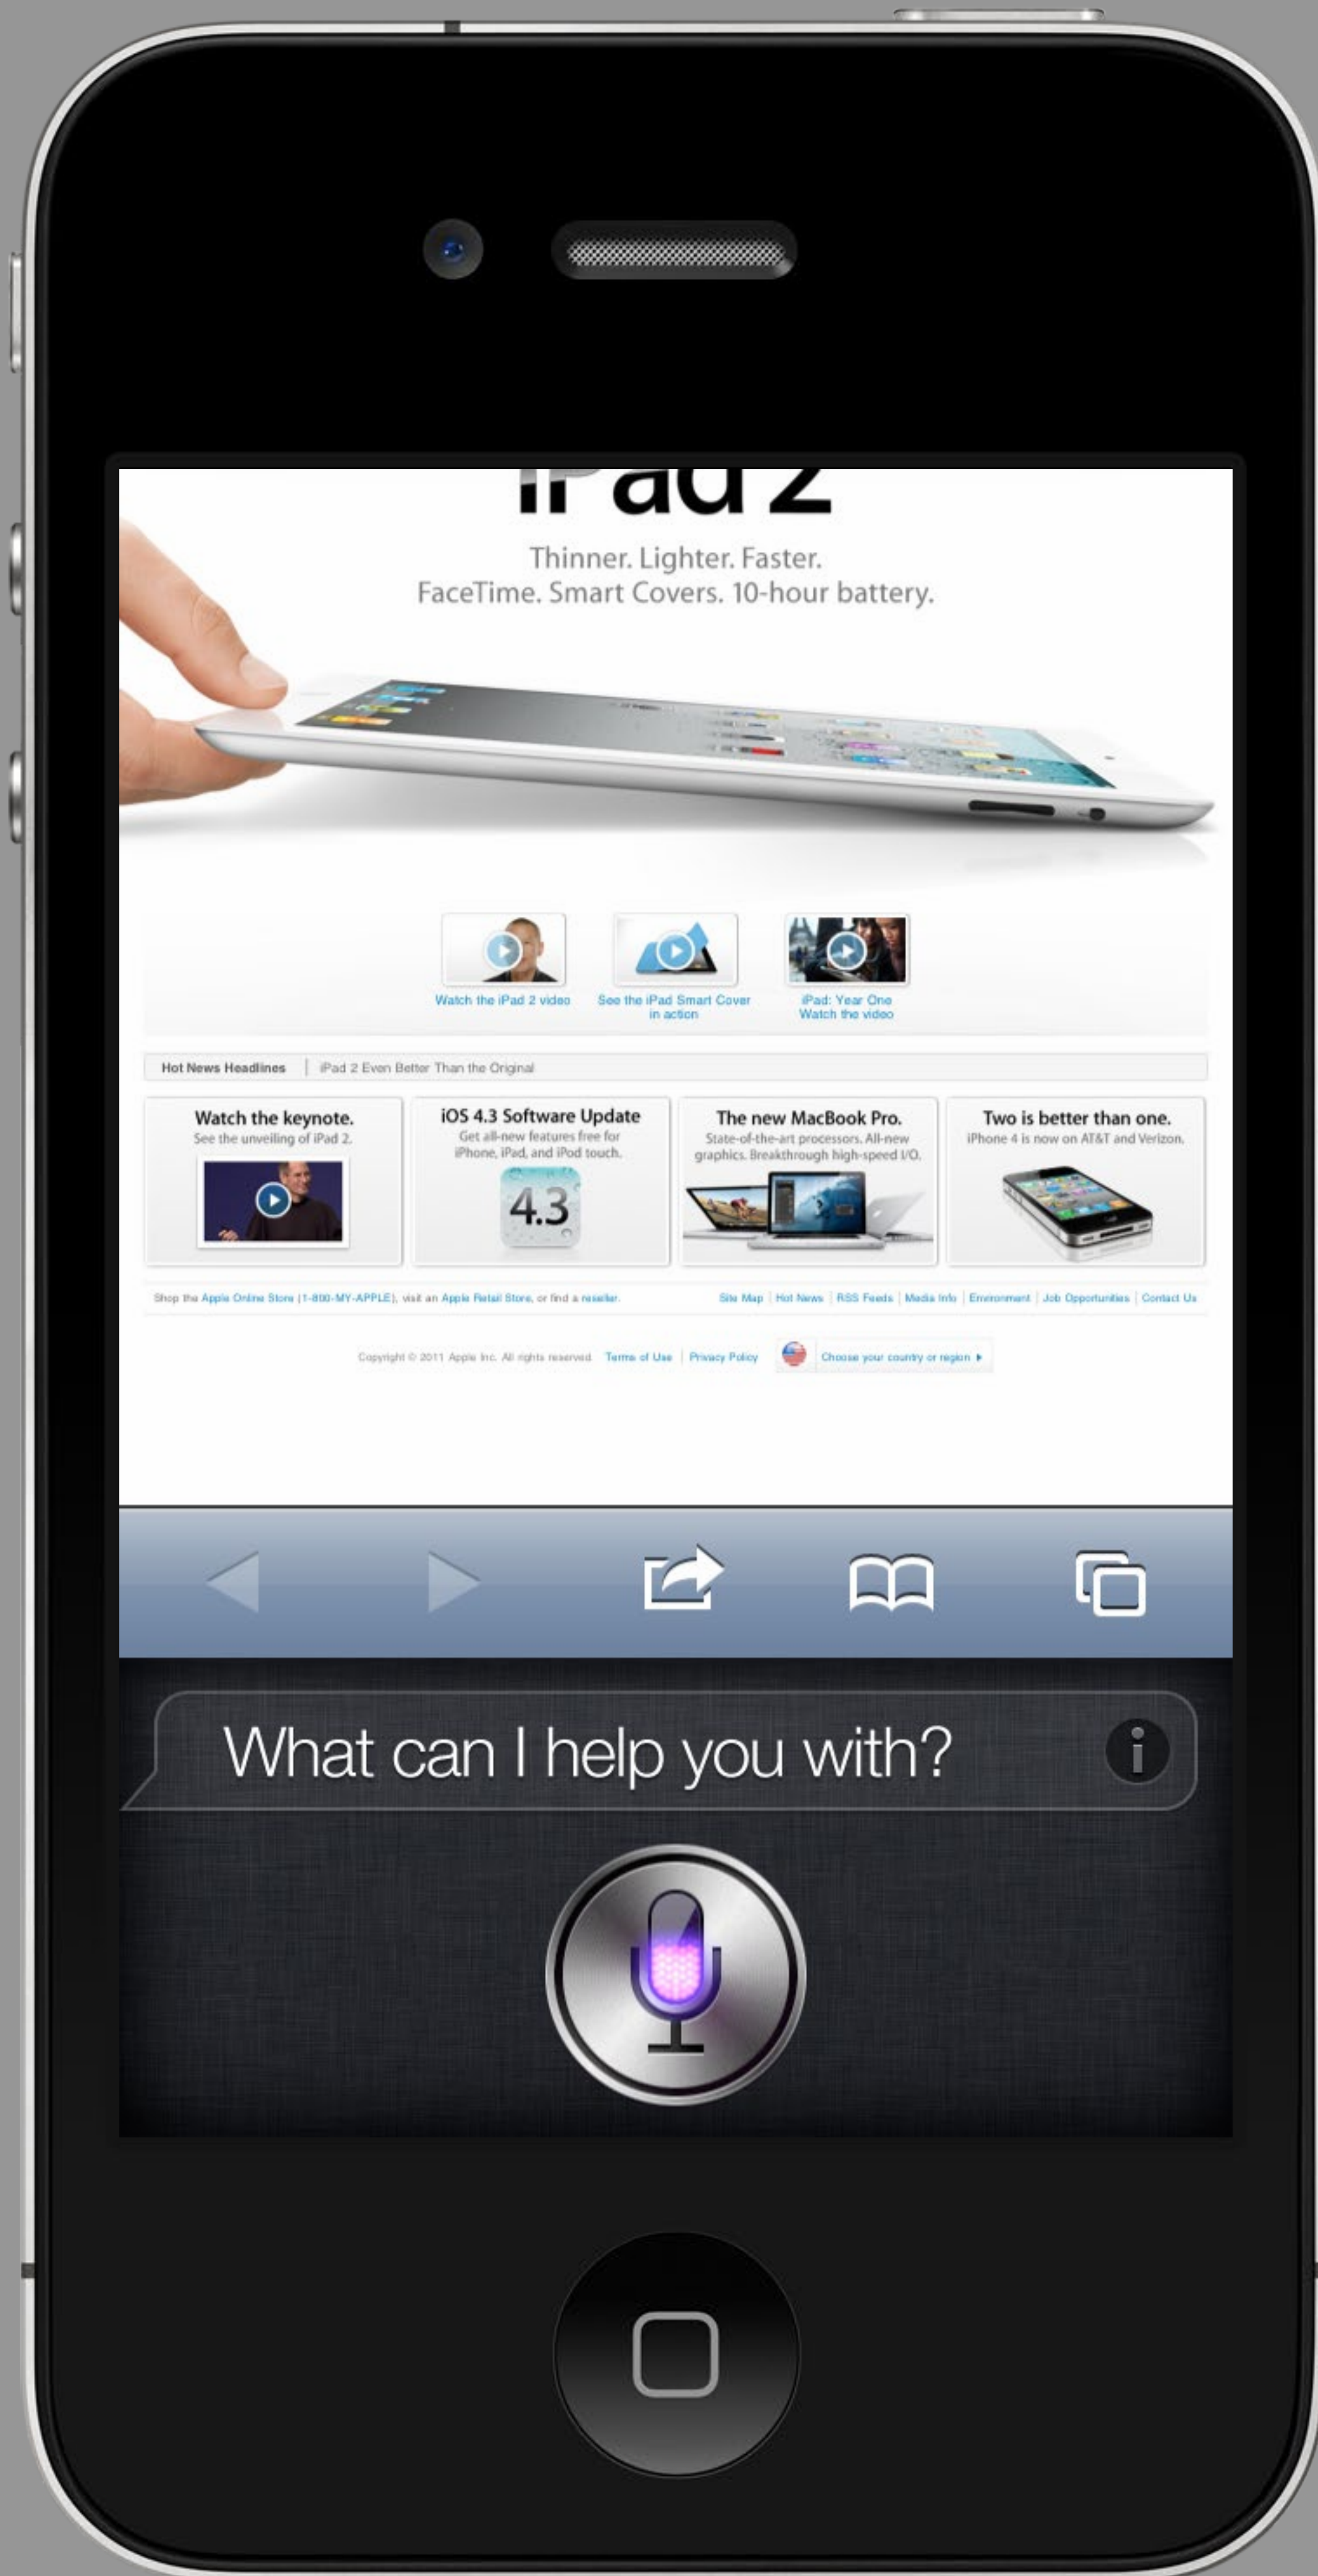 iPad 2
Thinner. Lighter. Faster.
FaceTime. Smart Covers. 10-hour battery.
Watch the iPad 2 video
See the iPad Smart Cover
in action
iPad: Year One
Watch the video
Hot News Headlines | iPad 2 Even Better Than the Original
Watch the keynote.
See the unveiling of iPad 2.
iOS 4.3 Software Update
Get all-new features free for
iPhone, iPad, and iPod touch.
4.3
The new MacBook Pro.
State-of-the-art processors. All-new
graphics. Breakthrough high-speed I/O.
Two is better than one.
iPhone 4 is now on AT&T and Verizon.
Shop the Apple Online Store (1-800-MY-APPLE), visit an Apple Retail Store, or find a reseller.
Site Map | Hot News | RSS Feeds | Media Info | Environment | Job Opportunities | Contact Us
Copyright © 2011 Apple Inc. All rights reserved. Terms of Use | Privacy Policy
Choose your country or region
What can I help you with?
i